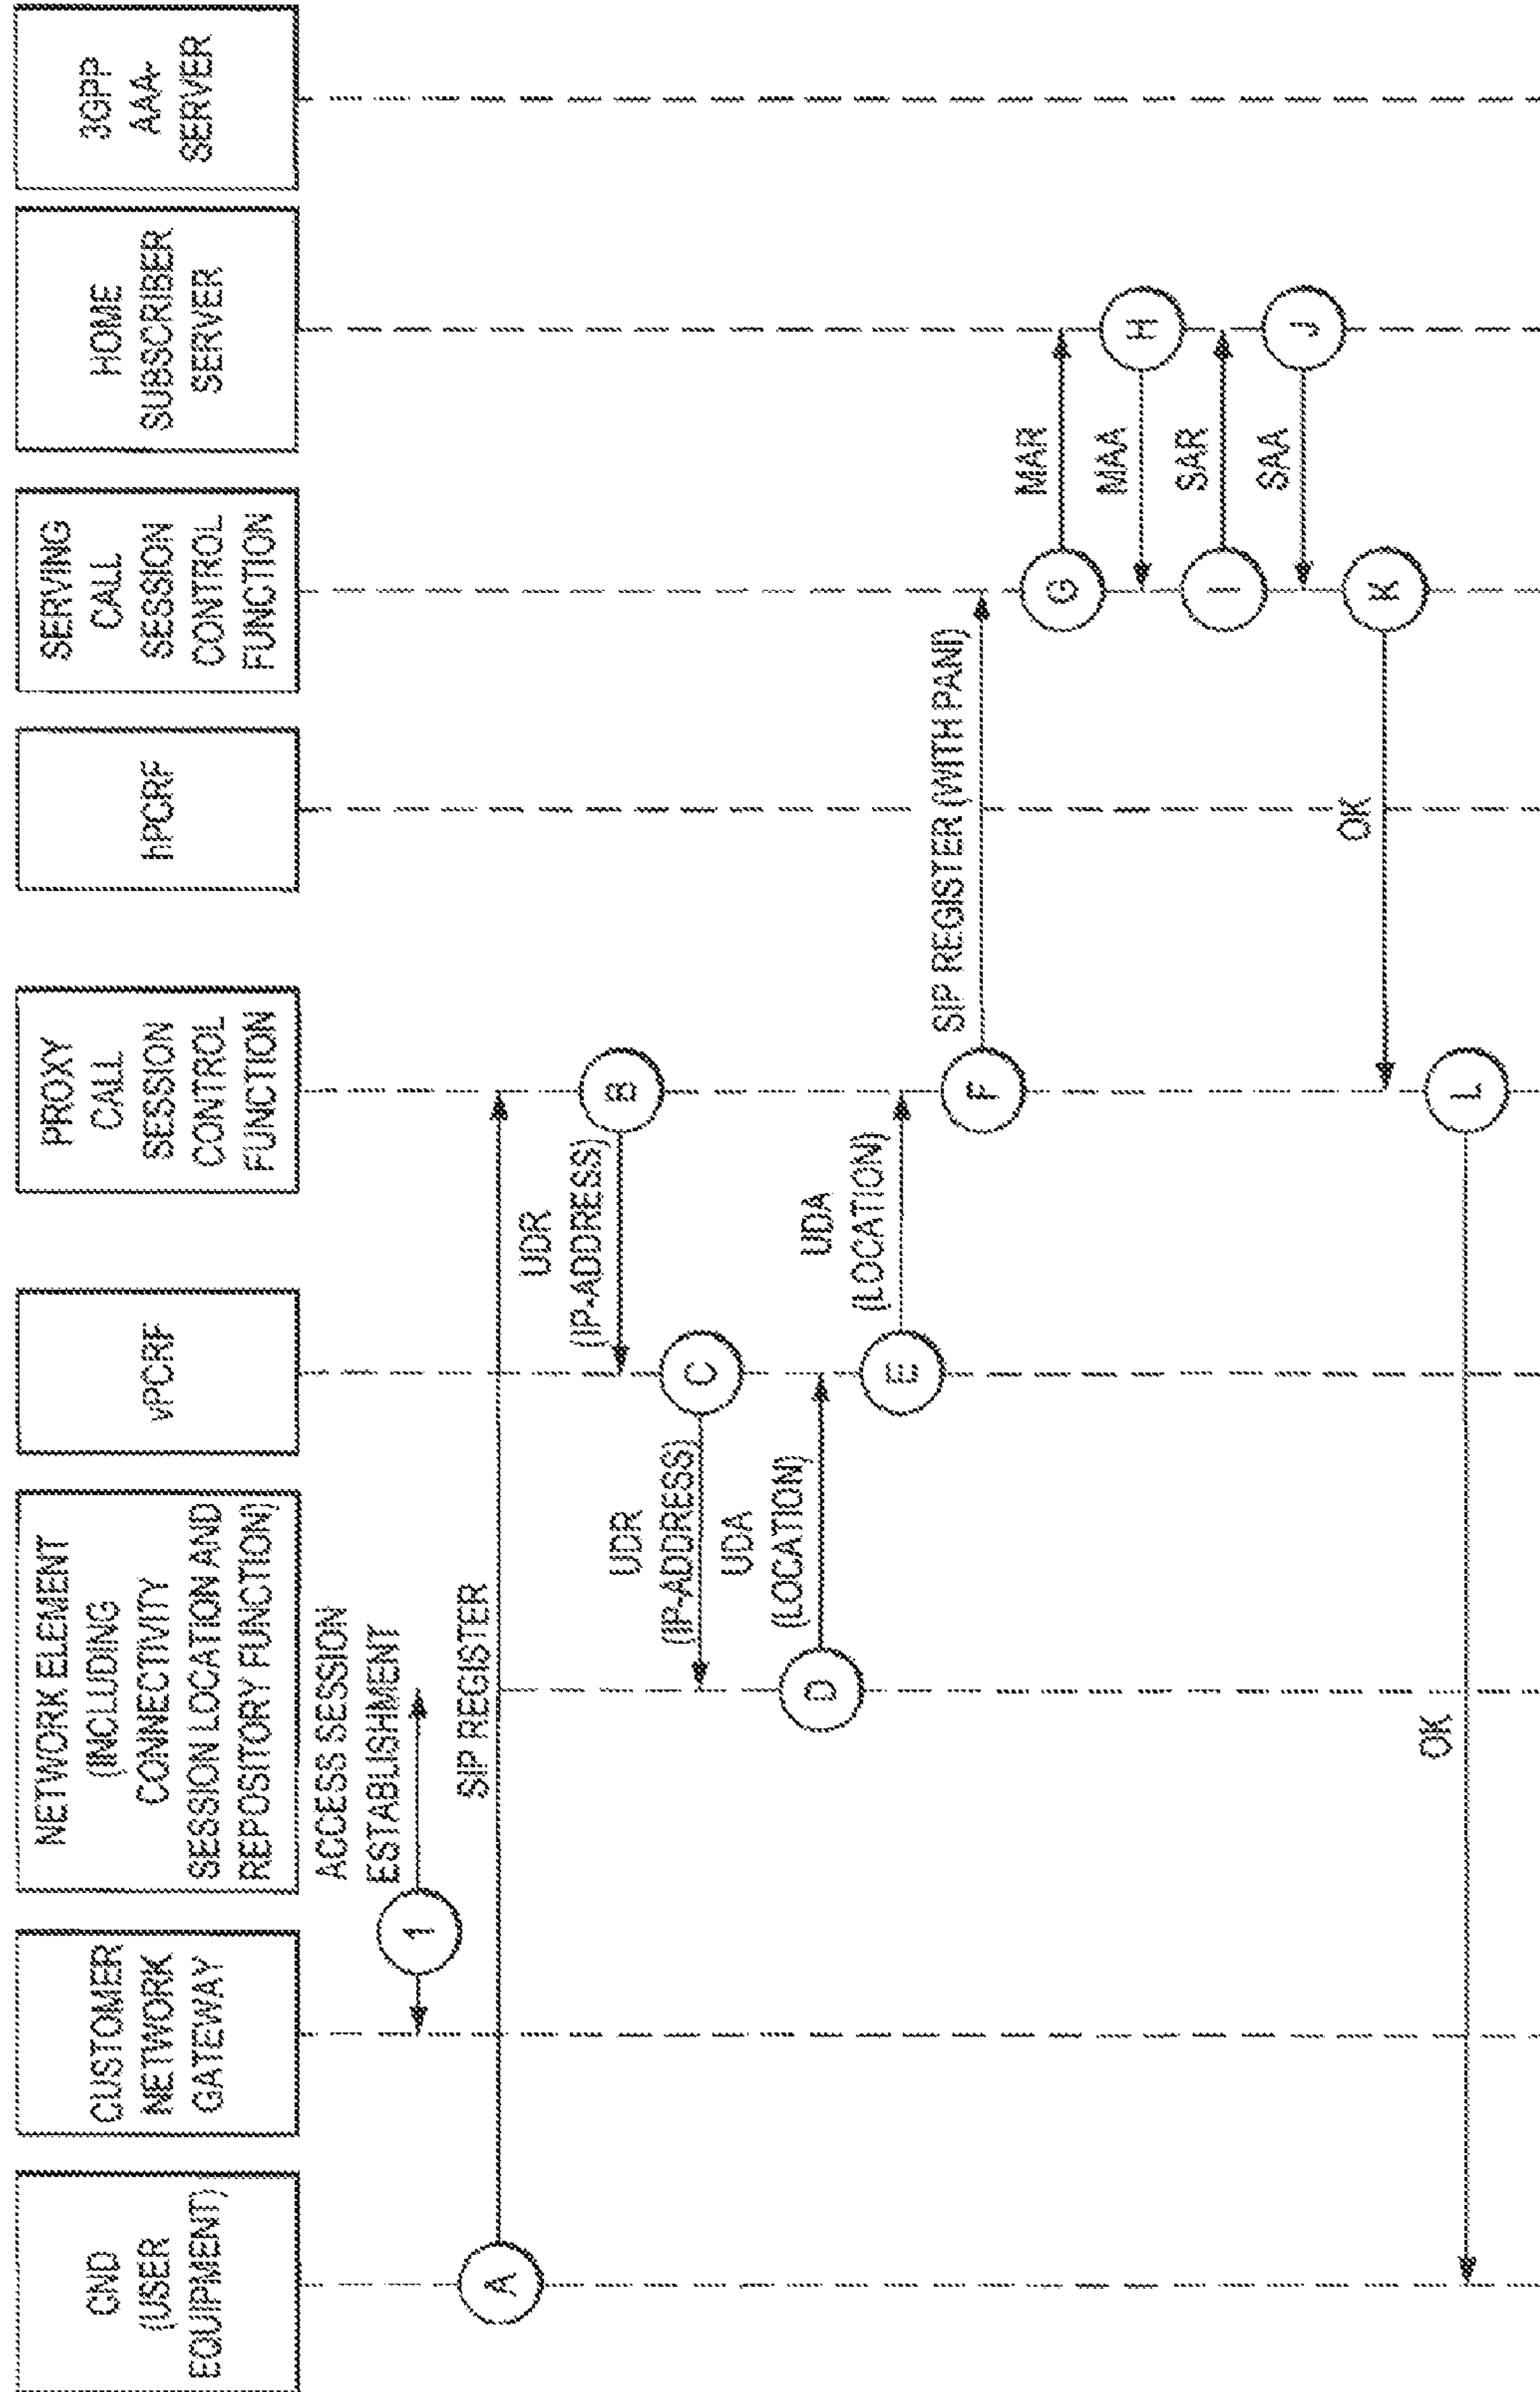 GND
(USER
EQUIPMENT)
CUSTOMER
NETWORK
GATEWAY
NETWORK ELEMENT
(INCLUDING
CONNECTIVITY
SESSION LOCATION AND
REPOSITORY FUNCTION)
vPCRF
PROXY
CALL
SESSION
CONTROL
FUNCTION
hPCRF
SERVING
CALL
SESSION
CONTROL
FUNCTION
HOME
SUBSCRIBER
SERVER
3GPP
AAA-
SERVER
ACCESS SESSION
ESTABLISHMENT
1
SIP REGISTER
A
UDR
(IP-ADDRESS)
B
UDR
(IP-ADDRESS)
C
UDA
(LOCATION)
D
UDA
(LOCATION)
E
SIP REGISTER (WITH PANI)
F
MAR
G
MAA
H
SAR
I
SAA
J
OK
K
OK
L